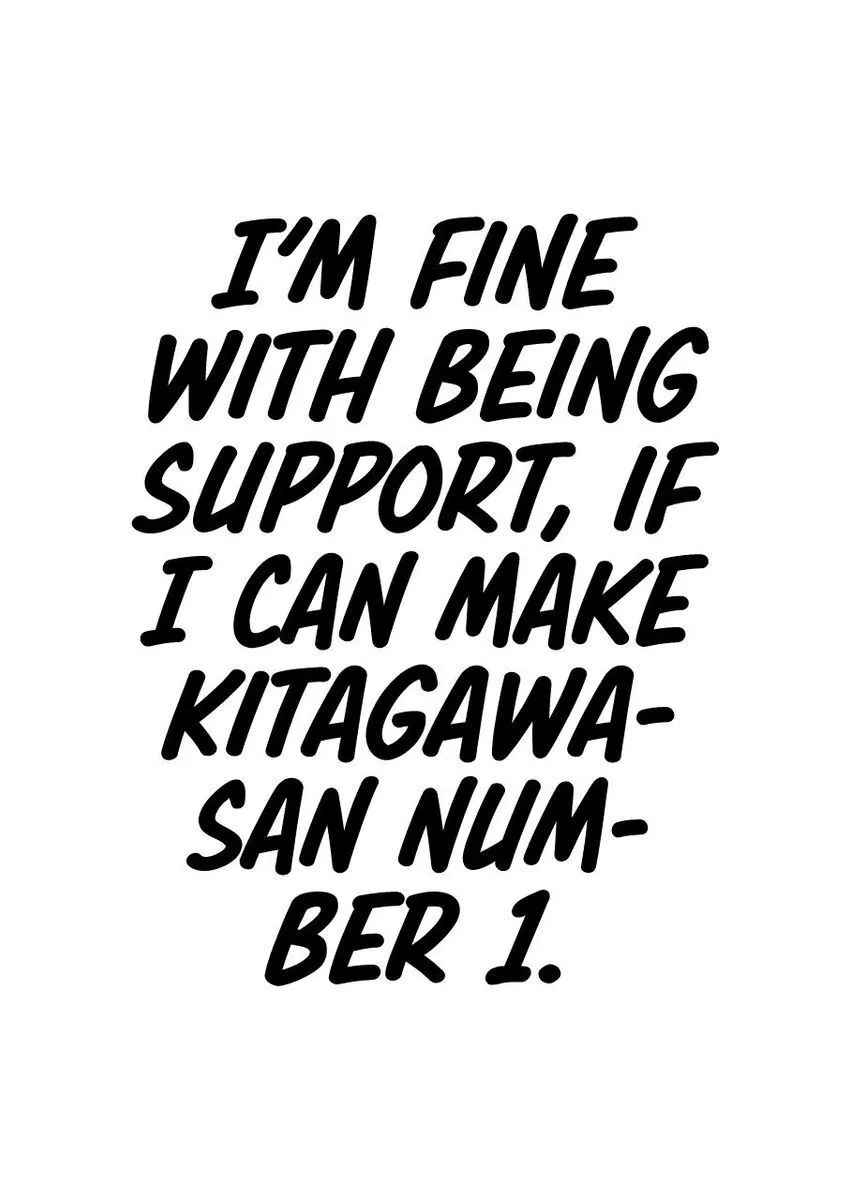 I'M FINE
WITH BEING
SUPPORT, IF
I CAN MAKE
KITAGAWA-
SAN NUM-
BER 1.